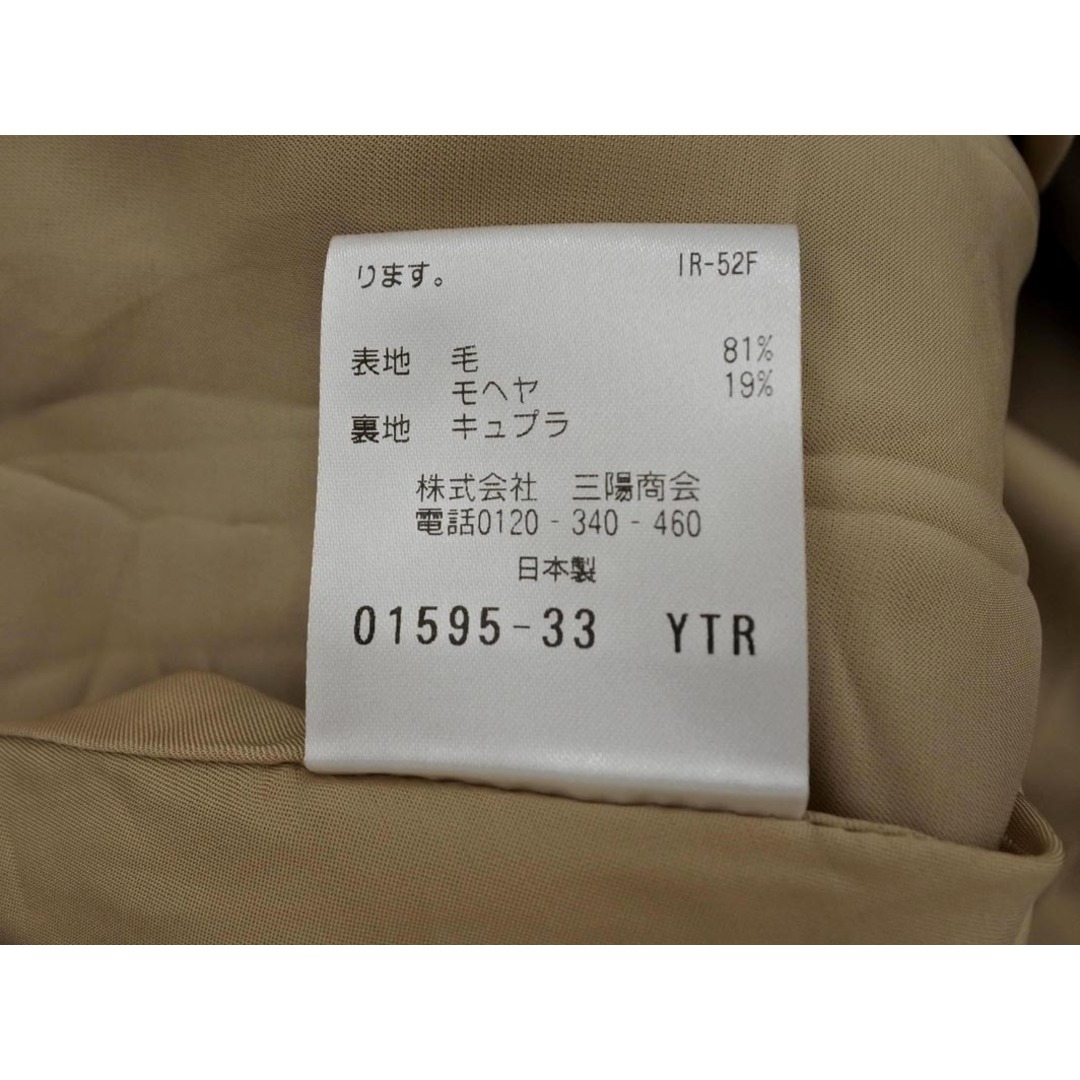 ります。 IR-52F
表地 毛 81%
モヘヤ 19%
裏地 キュプラ
株式会社 三陽商会
電話0120-340-460
日本製
01595-33 YTR